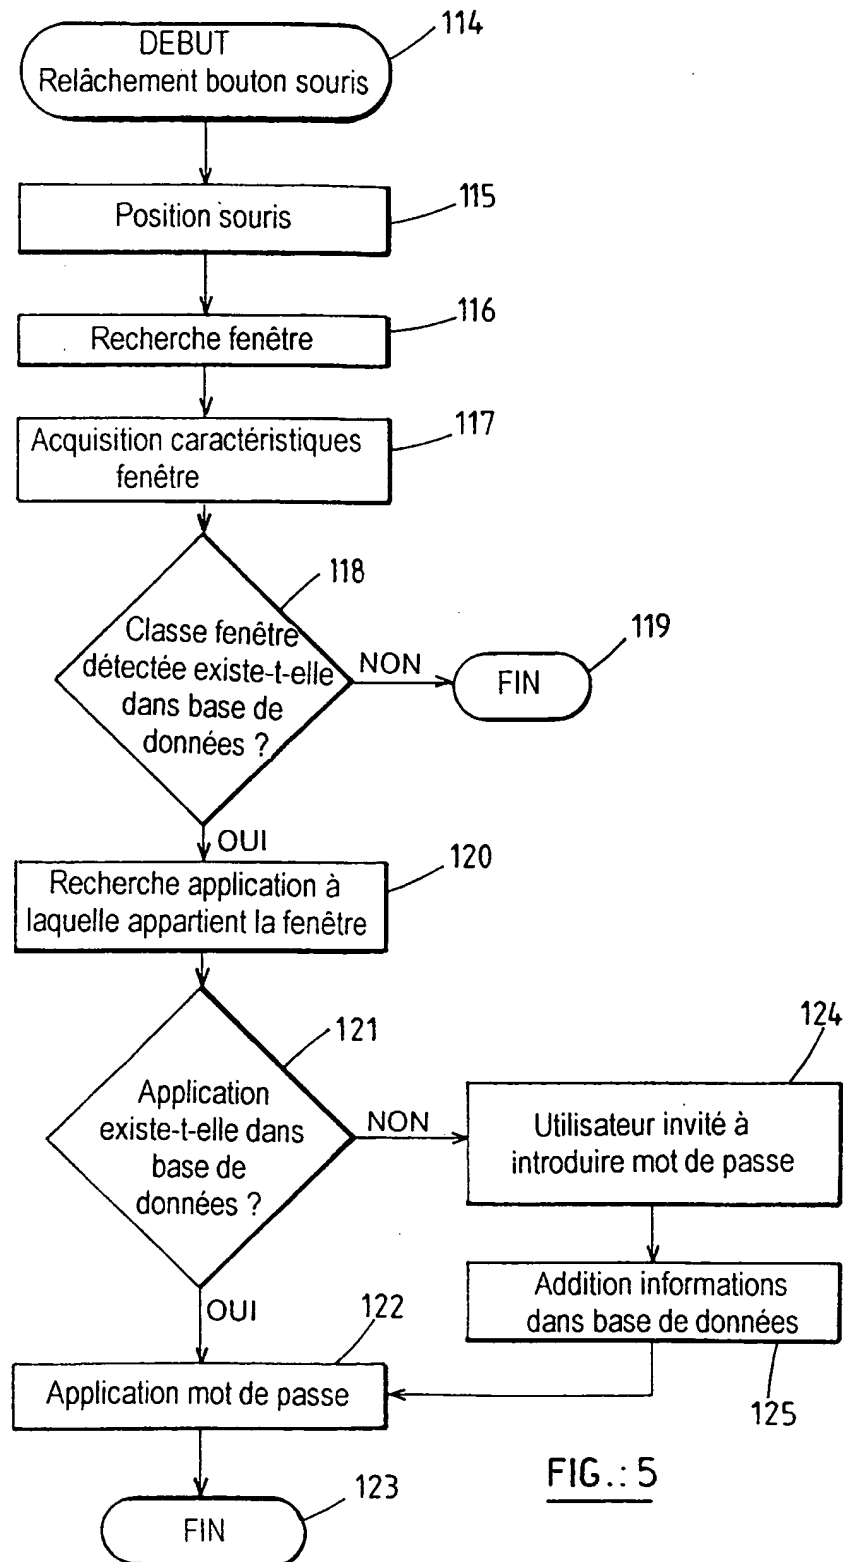 DEBUT
Relâchement bouton souris
114
Position souris
115
Recherche fenêtre
116
Acquisition caractéristiques
fenêtre
117
118
Classe fenêtre
détectée existe-t-elle
dans base de
données ?
NON
FIN
119
OUI
Recherche application à
laquelle appartient la fenêtre
120
121
Application
existe-t-elle dans
base de
données ?
NON
124
Utilisateur invité à
introduire mot de passe
Addition informations
dans base de données
125
OUI
122
Application mot de passe
FIN
123
FIG.: 5